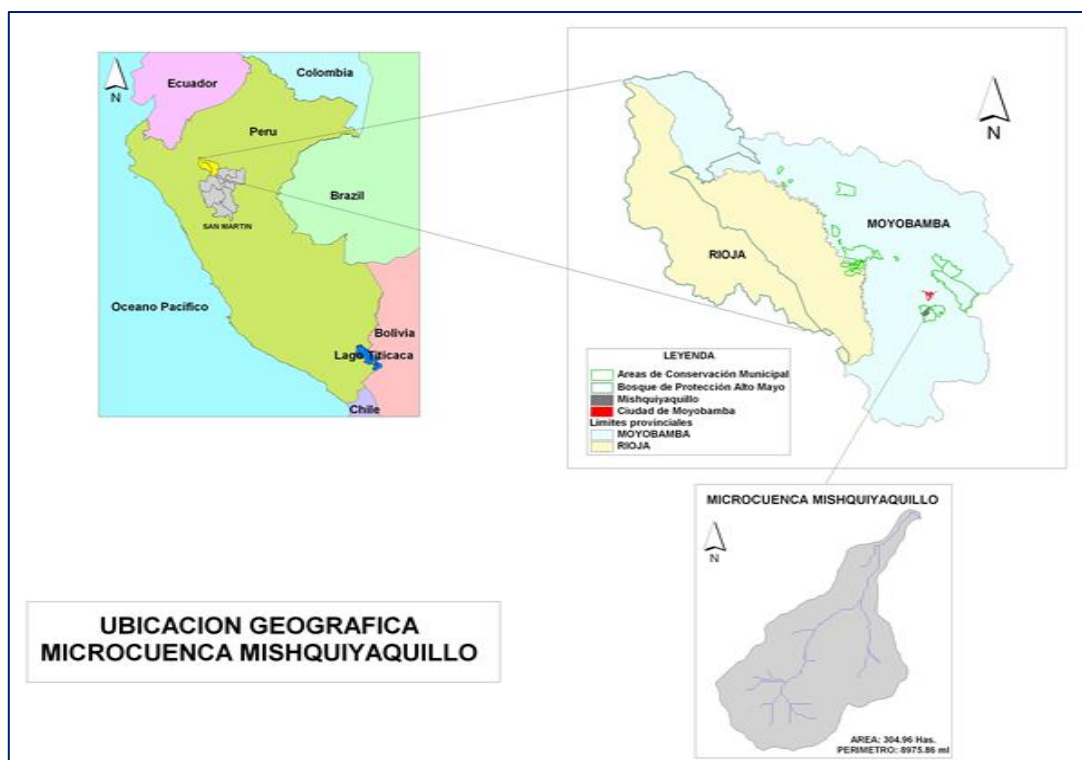 N
Ecuador
Colombia
Peru
Brazil
SAN MARTIN
Oceano Pacífico
Bolivia
Lago Titicaca
Chile
N
MOYOBAMBA
RIOJA
LEYENDA
Areas de Conservación Municipal
Bosque de Protección Alto Mayo
Mishquiyaquillo
Ciudad de Moyobamba
Limites provinciales
MOYOBAMBA
RIOJA
MICROCUENCA MISHQUIYAQUILLO
N
AREA: 304.96 Has.
PERIMETRO: 8975.86 ml
UBICACION GEOGRAFICA
MICROCUENCA MISHQUIYAQUILLO